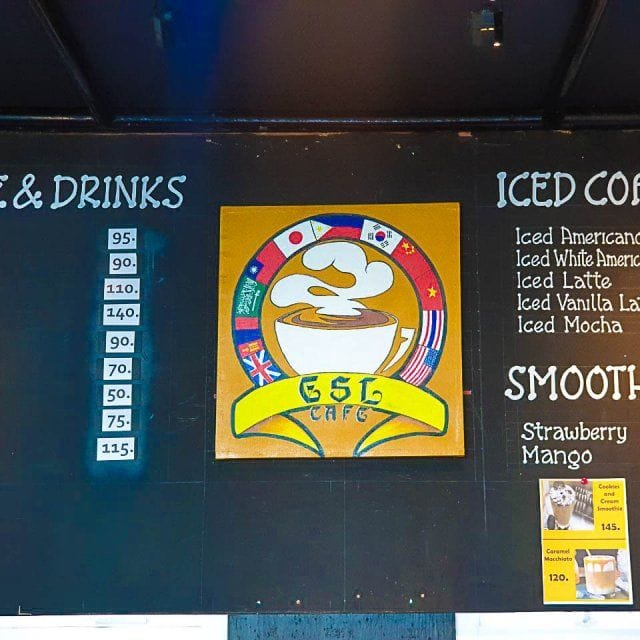 E & DRINKS
95.
90.
110.
140.
90.
70.
50.
75.
115.
ESL
CAFE
ICED COF
Iced Americano
Iced White Americ
Iced Latte
Iced Vanilla La
Iced Mocha
SMOOTH
Strawberry
Mango
Cookies
and
Cream
Smoothie
145.
Caramel
Macchiato
120.